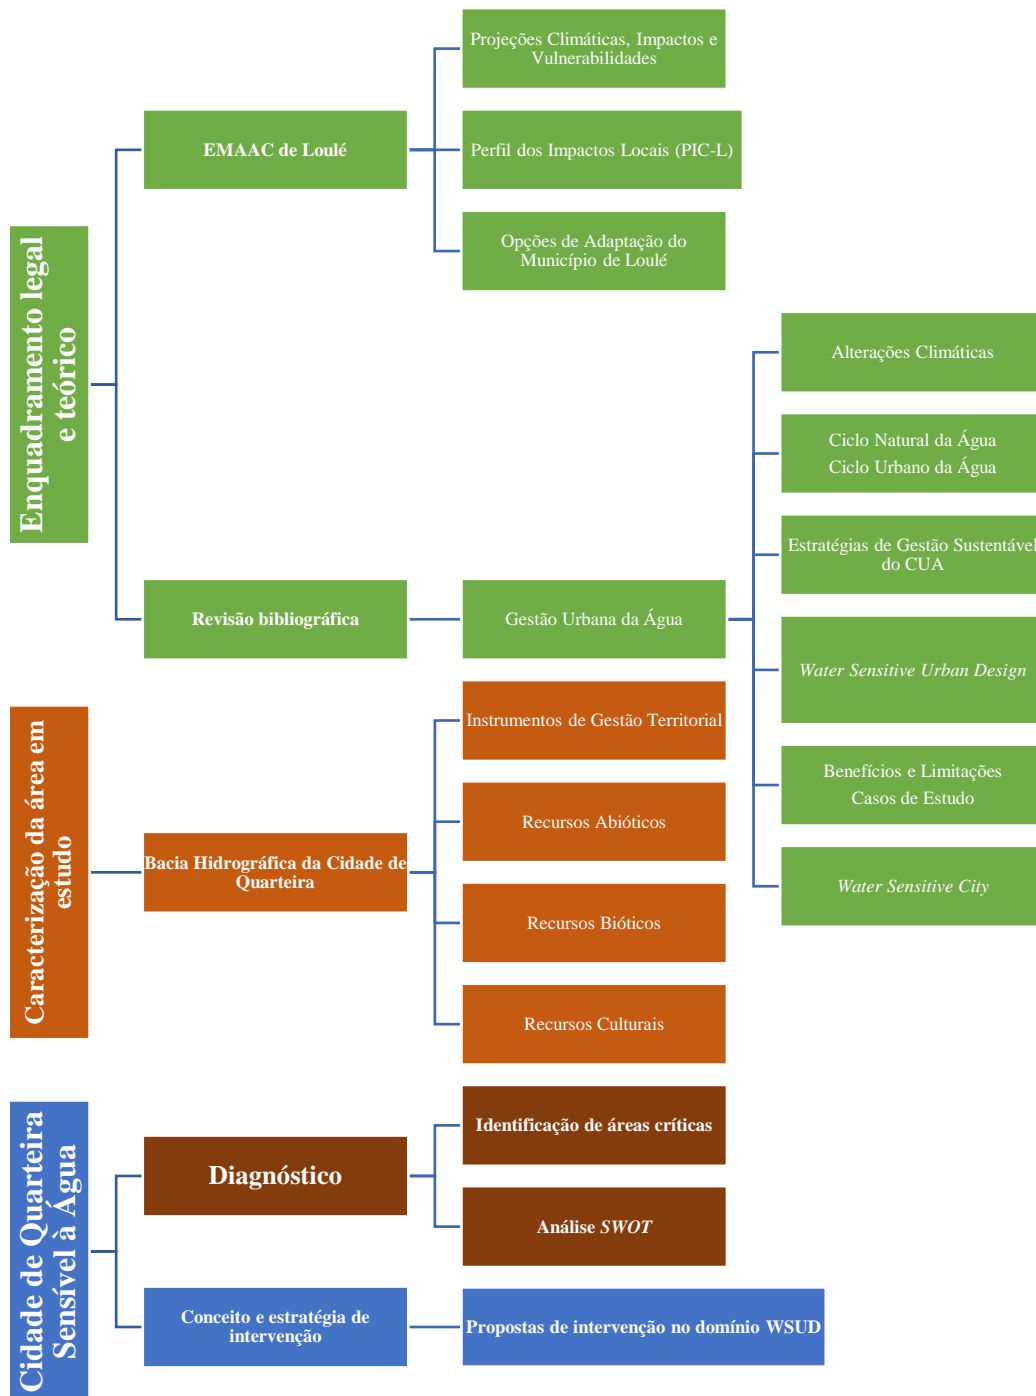 Enquadramento legal
e teórico
EMAAC de Loulé
Projeções Climáticas, Impactos e
Vulnerabilidades
Perfil dos Impactos Locais (PIC-L)
Opções de Adaptação do
Município de Loulé
Revisão bibliográfica
Gestão Urbana da Água
Alterações Climáticas
Ciclo Natural da Água
Ciclo Urbano da Água
Estratégias de Gestão Sustentável
do CUA
Water Sensitive Urban Design
Benefícios e Limitações
Casos de Estudo
Water Sensitive City
Caracterização da área em
estudo
Bacia Hidrográfica da Cidade de
Quarteira
Instrumentos de Gestão Territorial
Recursos Abióticos
Recursos Bióticos
Recursos Culturais
Cidade de Quarteira
Sensível à Água
Diagnóstico
Identificação de áreas críticas
Análise SWOT
Conceito e estratégia de
intervenção
Propostas de intervenção no domínio WSUD